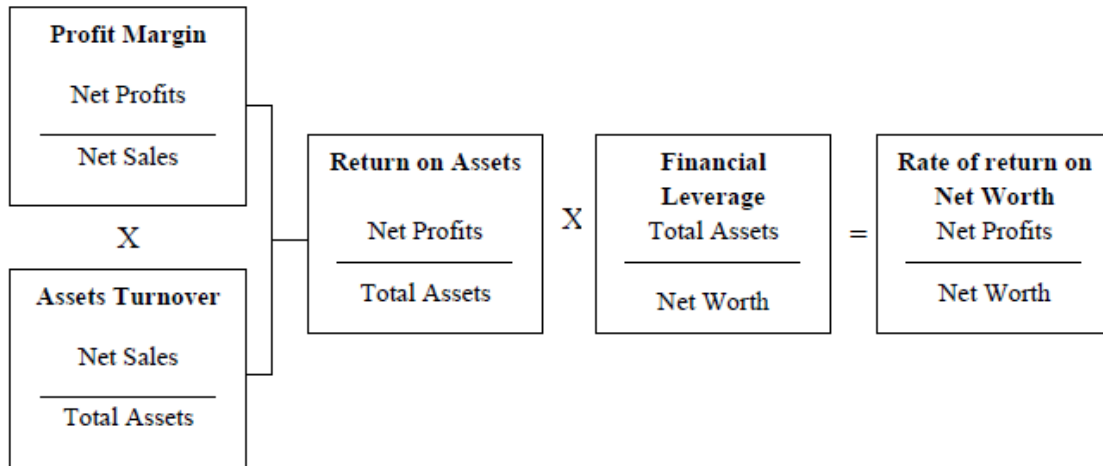 Profit Margin
Net Profits
Net Sales
X
Assets Turnover
Net Sales
Total Assets
Return on Assets
Net Profits
Total Assets
X
Financial
Leverage
Total Assets
Net Worth
=
Rate of return on
Net Worth
Net Profits
Net Worth